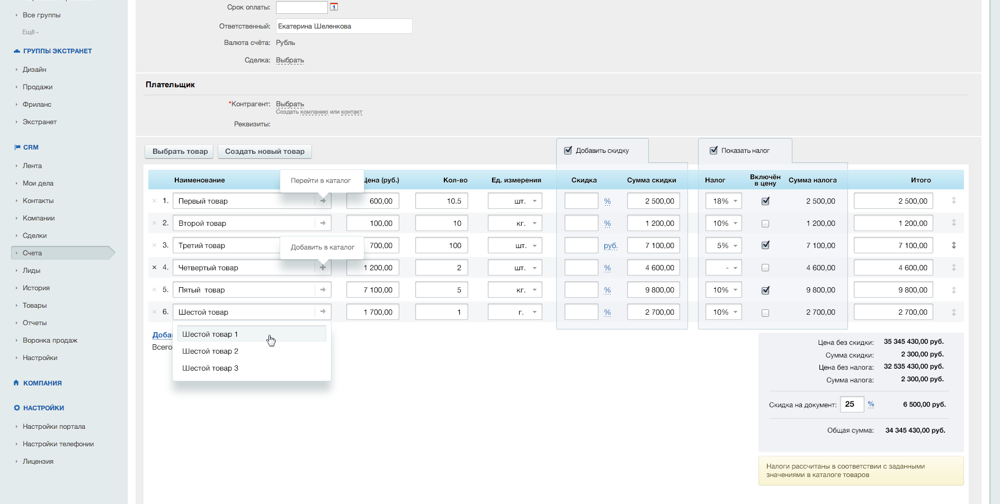 Все группы
Ещё
ГРУППЫ ЭКСТРАНЕТ
Дизайн
Продажи
Фриланс
Экстранет
CRM
Лента
Мои дела
Контакты
Компании
Сделки
Счета
Лиды
История
Товары
Отчеты
Воронка продаж
Настройки
КОМПАНИЯ
НАСТРОЙКИ
Настройки портала
Настройки телефонии
Лицензия
Срок оплаты: 1
Ответственный: Екатерина Шеленкова
Валюта счёта: Рубль
Сделка: Выбрать
Плательщик
*Контрагент: Выбрать
Создать компанию или контакт
Реквизиты:
Выбрать товар Создать новый товар Добавить скидку Показать налог
Наименование Цена (руб.) Кол-во Ед. измерения Скидка Сумма скидки Налог Включён в цену Сумма налога Итого
Перейти в каталог
× 1. Первый товар 600,00 10.5 шт. % 2 500,00 18% 2 500,00 2 500,00
× 2. Второй товар 100,00 10 кг. % 1 200,00 10% 1 200,00 1 200,00
× 3. Третий товар 700,00 100 шт. руб. 7 100,00 5% 7 100,00 7 100,00
Добавить в каталог
× 4. Четвертый товар 1 200,00 2 шт. % 4 600,00 - 4 600,00 4 600,00
× 5. Пятый товар 7 100,00 5 кг. % 9 800,00 10% 9 800,00 9 800,00
× 6. Шестой товар 1 700,00 1 г. % 2 700,00 10% 2 700,00 2 700,00
Шестой товар 1
Шестой товар 2
Шестой товар 3
Всего
Цена без скидки: 35 345 430,00 руб.
Сумма скидки: 2 300,00 руб.
Цена без налога: 32 535 430,00 руб.
Сумма налога: 2 300,00 руб.
Скидка на документ: 25 % 6 500,00 руб.
Общая сумма: 34 345 430,00 руб.
Налоги рассчитаны в соответствии с заданными
значениями в каталоге товаров